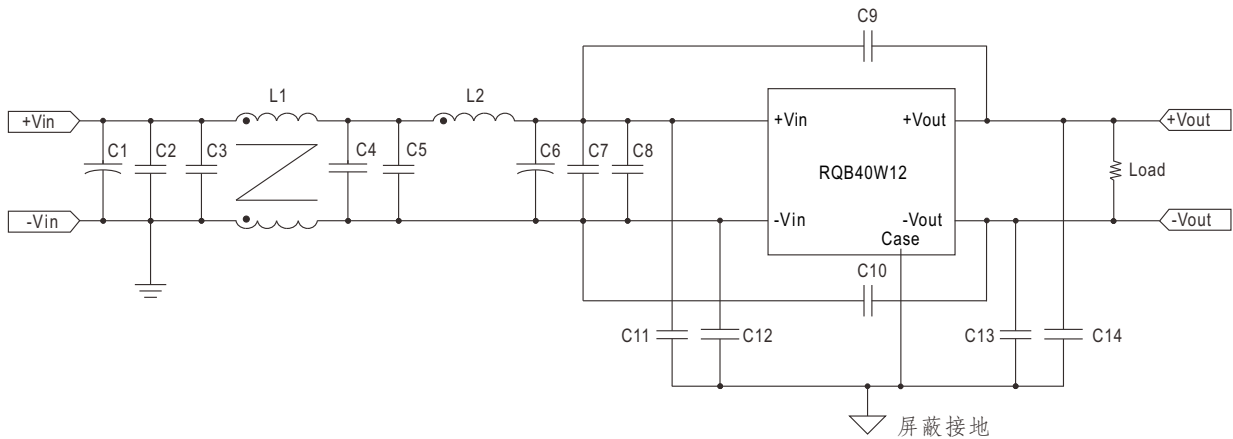 C9
L1
L2
+Vin
C1
C2
C3
C4
C5
C6
C7
C8
+Vin
+Vout
RQB40W12
-Vin
-Vout
Case
+Vout
Load
-Vin
-Vout
C10
C11
C12
C13
C14
屏蔽接地